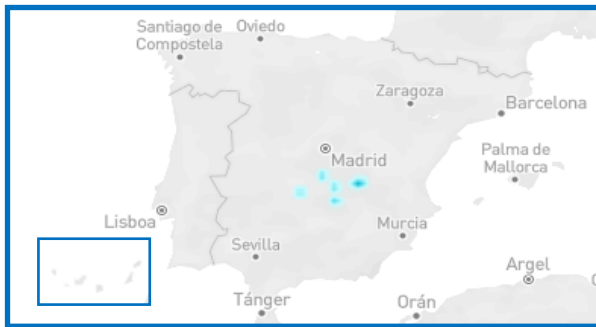 Santiago de
Compostela
Oviedo
Zaragoza
Barcelona
Madrid
Palma de
Mallorca
Lisboa
Murcia
Sevilla
Argel
Tánger
Orán